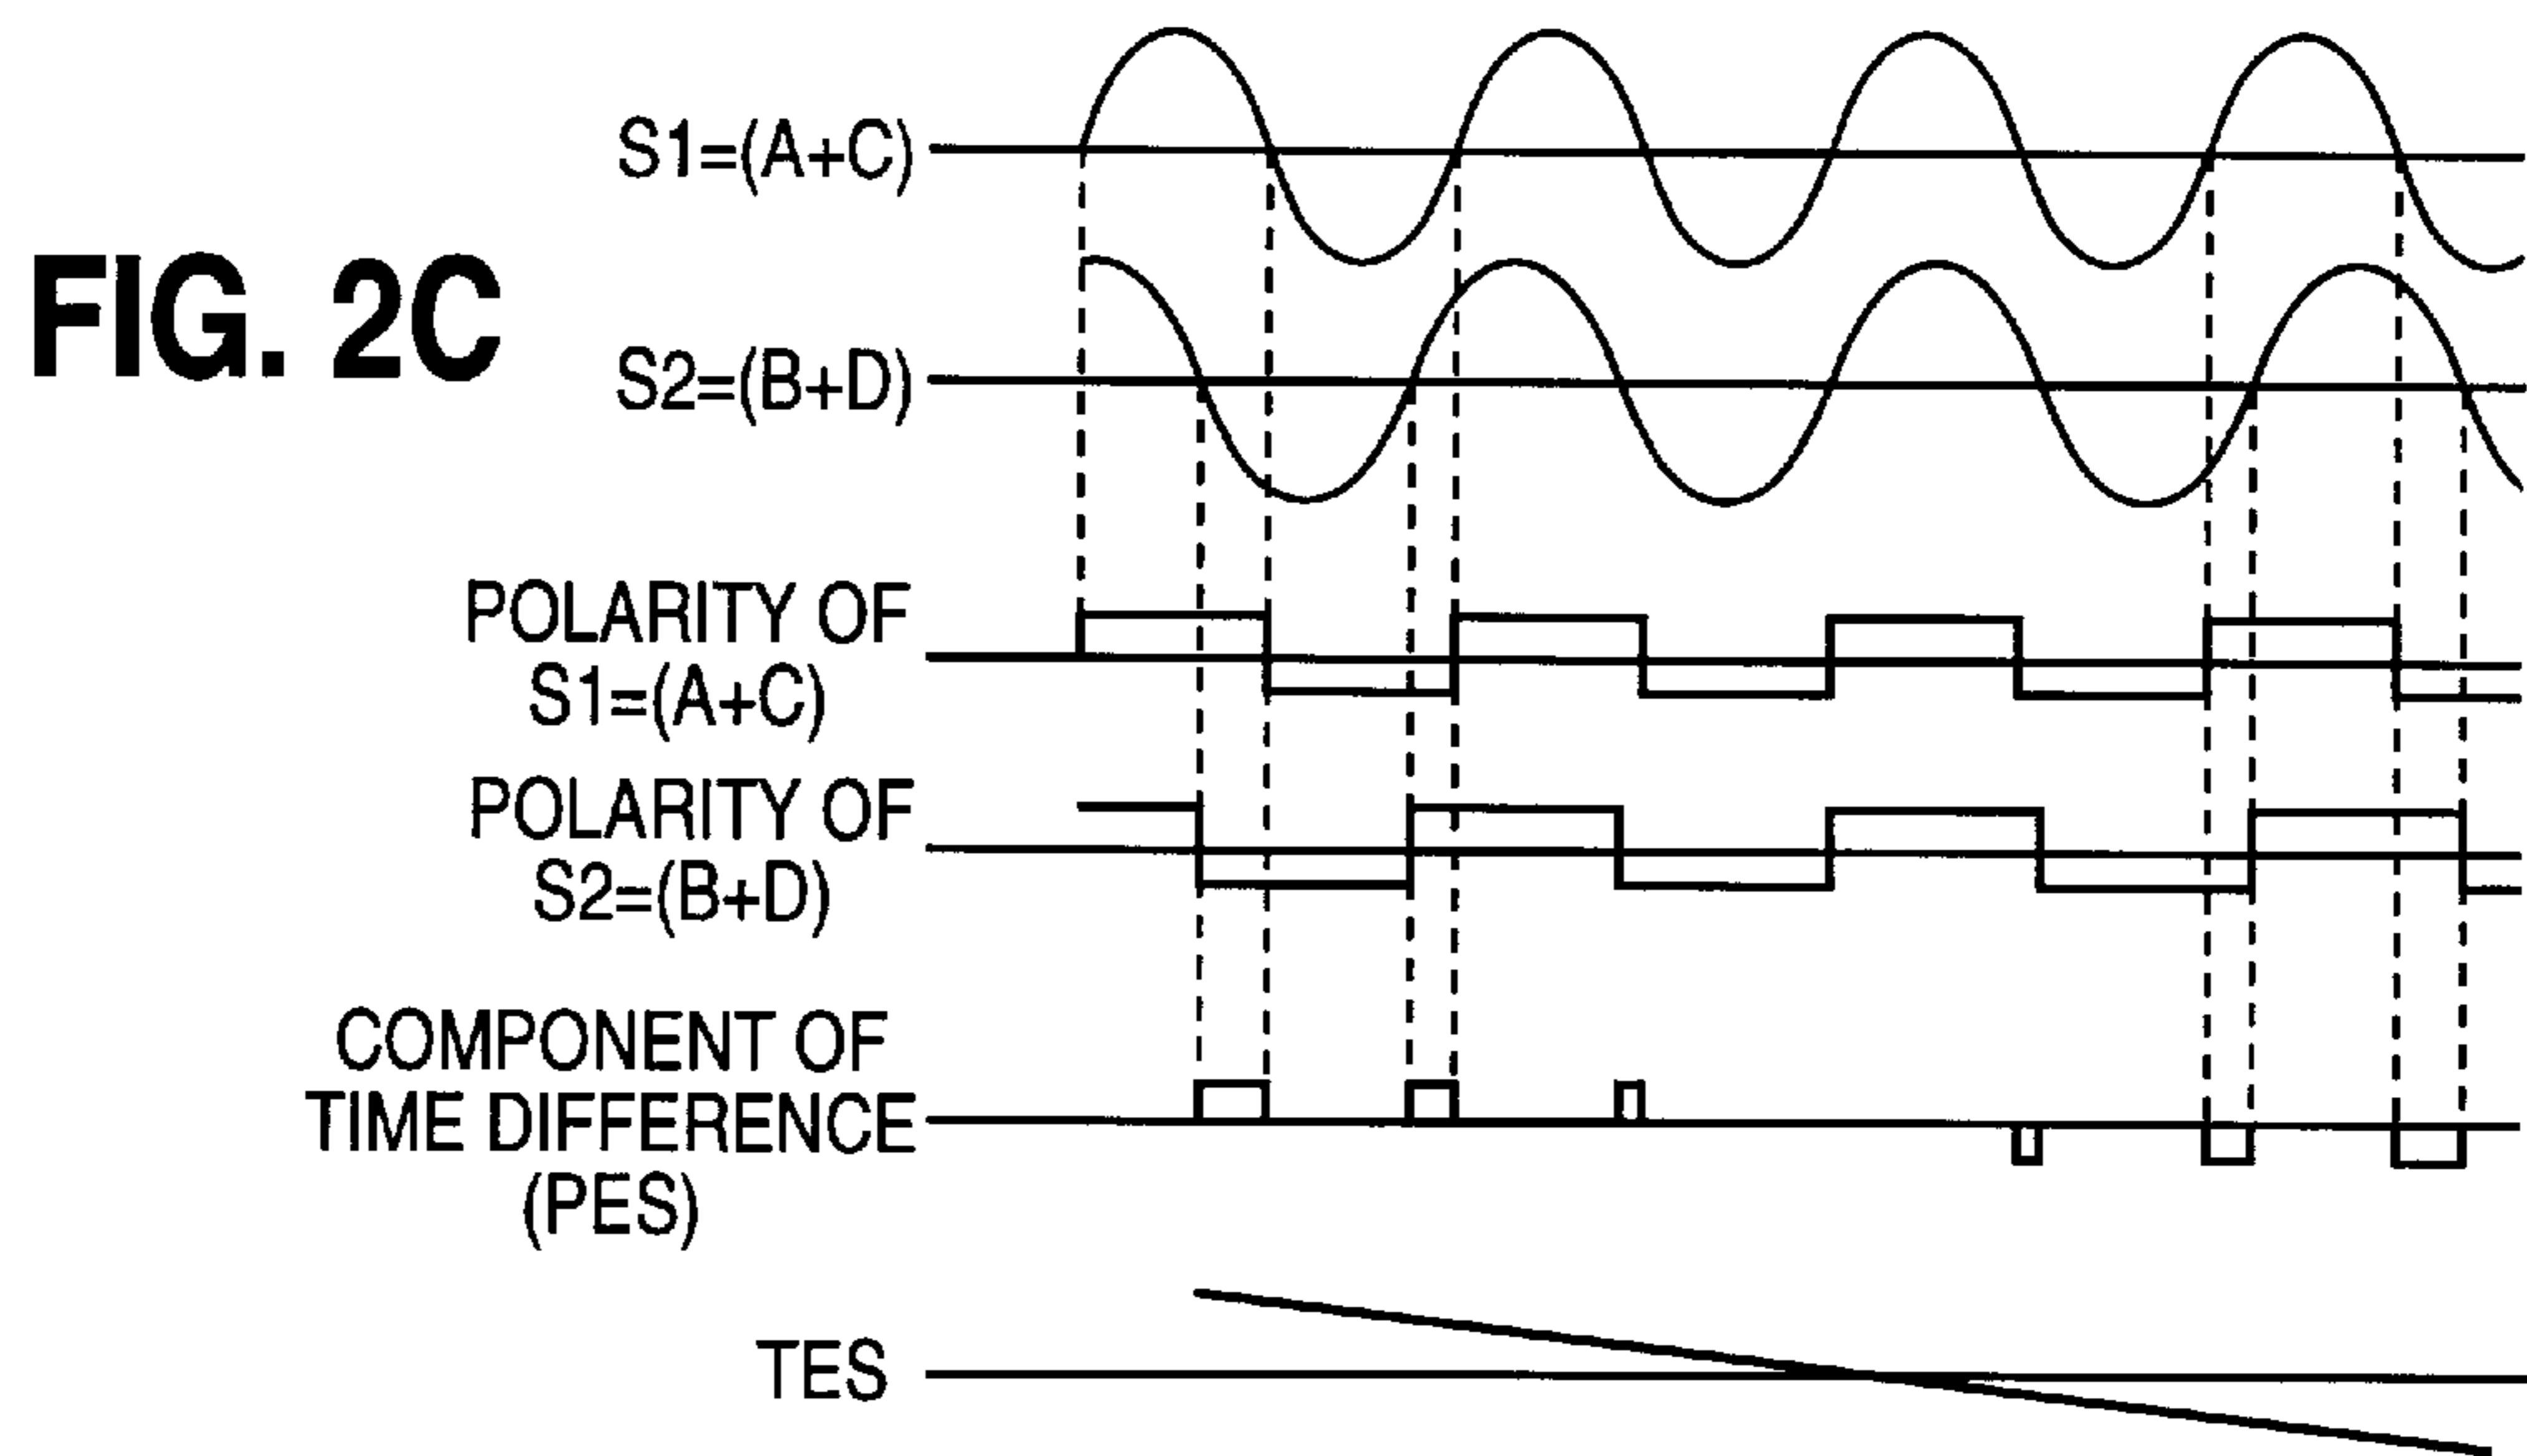 FIG. 2C
S1=(A+C)
S2=(B+D)
POLARITY OF
S1=(A+C)
POLARITY OF
S2=(B+D)
COMPONENT OF
TIME DIFFERENCE
(PES)
TES